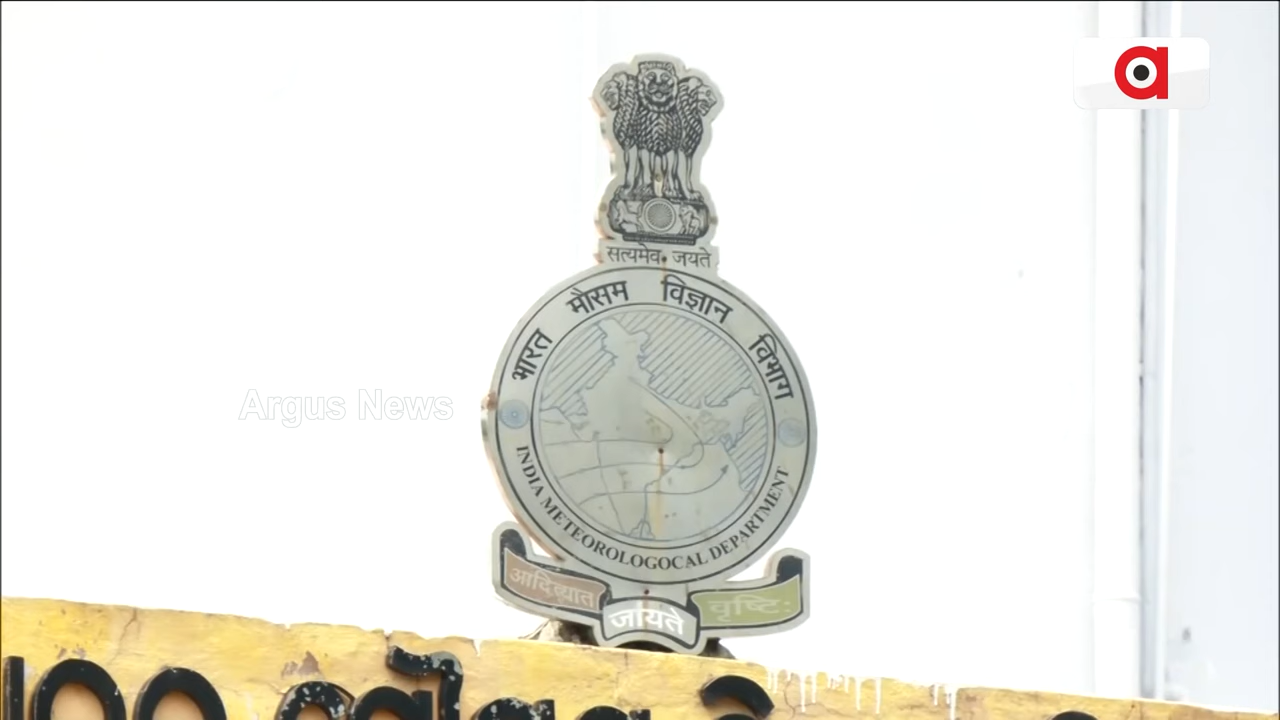 सत्यमेव जयते
भारत मौसम विज्ञान विभाग
Argus News
INDIA METEOROLOGOCAL DEPARTMENT
आदित्यात
जायते
वृष्टि: